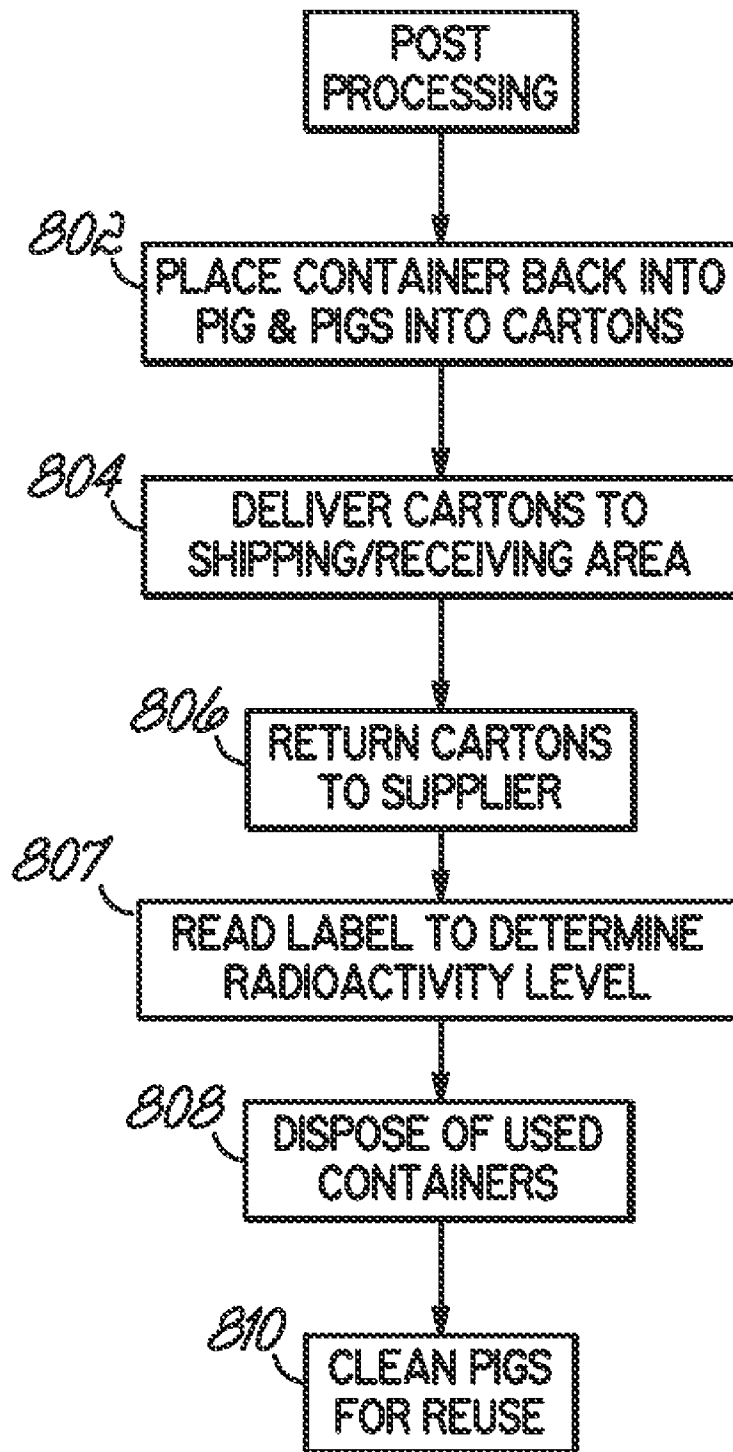 POST
PROCESSING
802
PLACE CONTAINER BACK INTO
PIG & PIGS INTO CARTONS
804
DELIVER CARTONS TO
SHIPPING/RECEIVING AREA
806
RETURN CARTONS
TO SUPPLIER
807
READ LABEL TO DETERMINE
RADIOACTIVITY LEVEL
808
DISPOSE OF USED
CONTAINERS
810
CLEAN PIGS
FOR REUSE